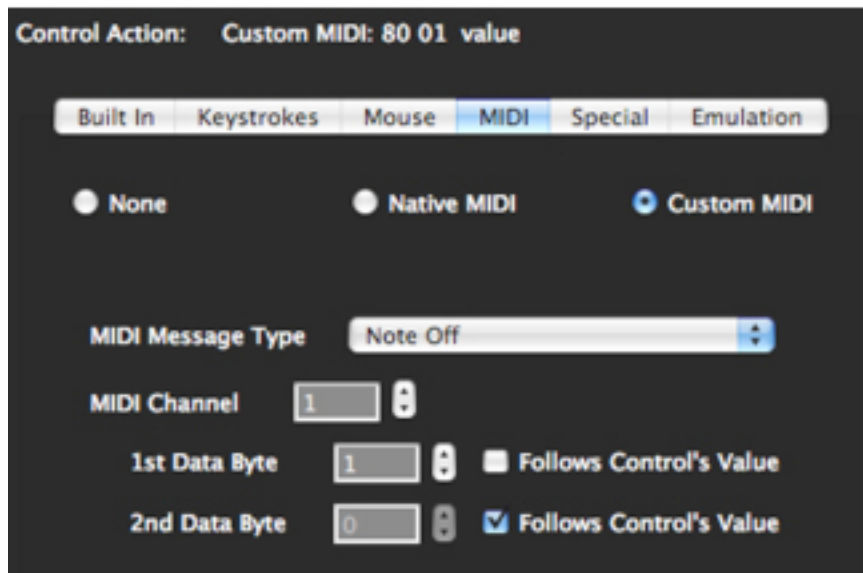 Control Action: Custom MIDI: 80 01 value
Built In Keystrokes Mouse MIDI Special Emulation
None Native MIDI Custom MIDI
MIDI Message Type Note Off
MIDI Channel 1
1st Data Byte 1 Follows Control's Value
2nd Data Byte 0 Follows Control's Value